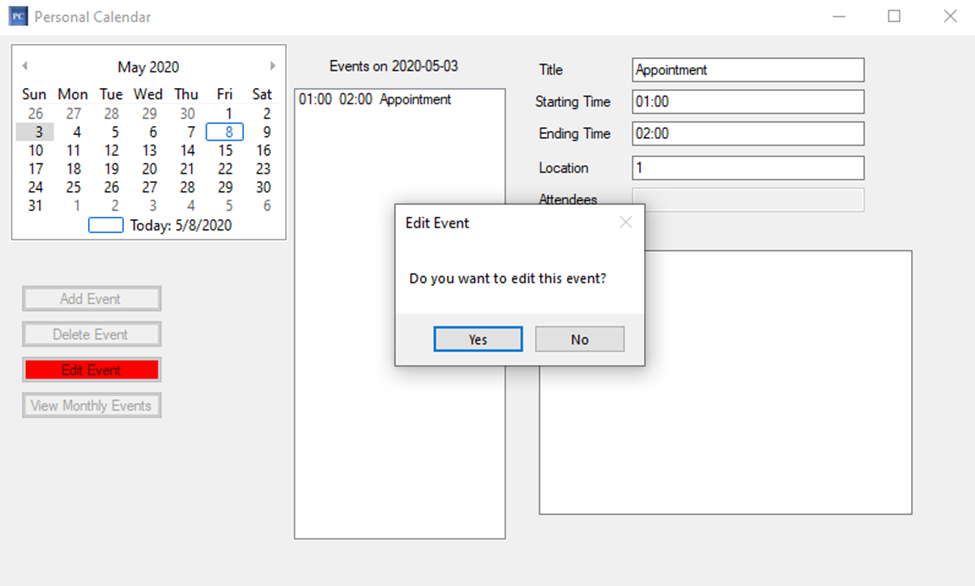 PC Personal Calendar
May 2020
Sun Mon Tue Wed Thu Fri Sat
26 27 28 29 30 1 2
3 4 5 6 7 8 9
10 11 12 13 14 15 16
17 18 19 20 21 22 23
24 25 26 27 28 29 30
31 1 2 3 4 5 6
Today: 5/8/2020
Add Event
Delete Event
Edit Event
View Monthly Events
Events on 2020-05-03
01:00 02:00 Appointment
Title Appointment
Starting Time 01:00
Ending Time 02:00
Location 1
Attendees
Edit Event
Do you want to edit this event?
Yes No